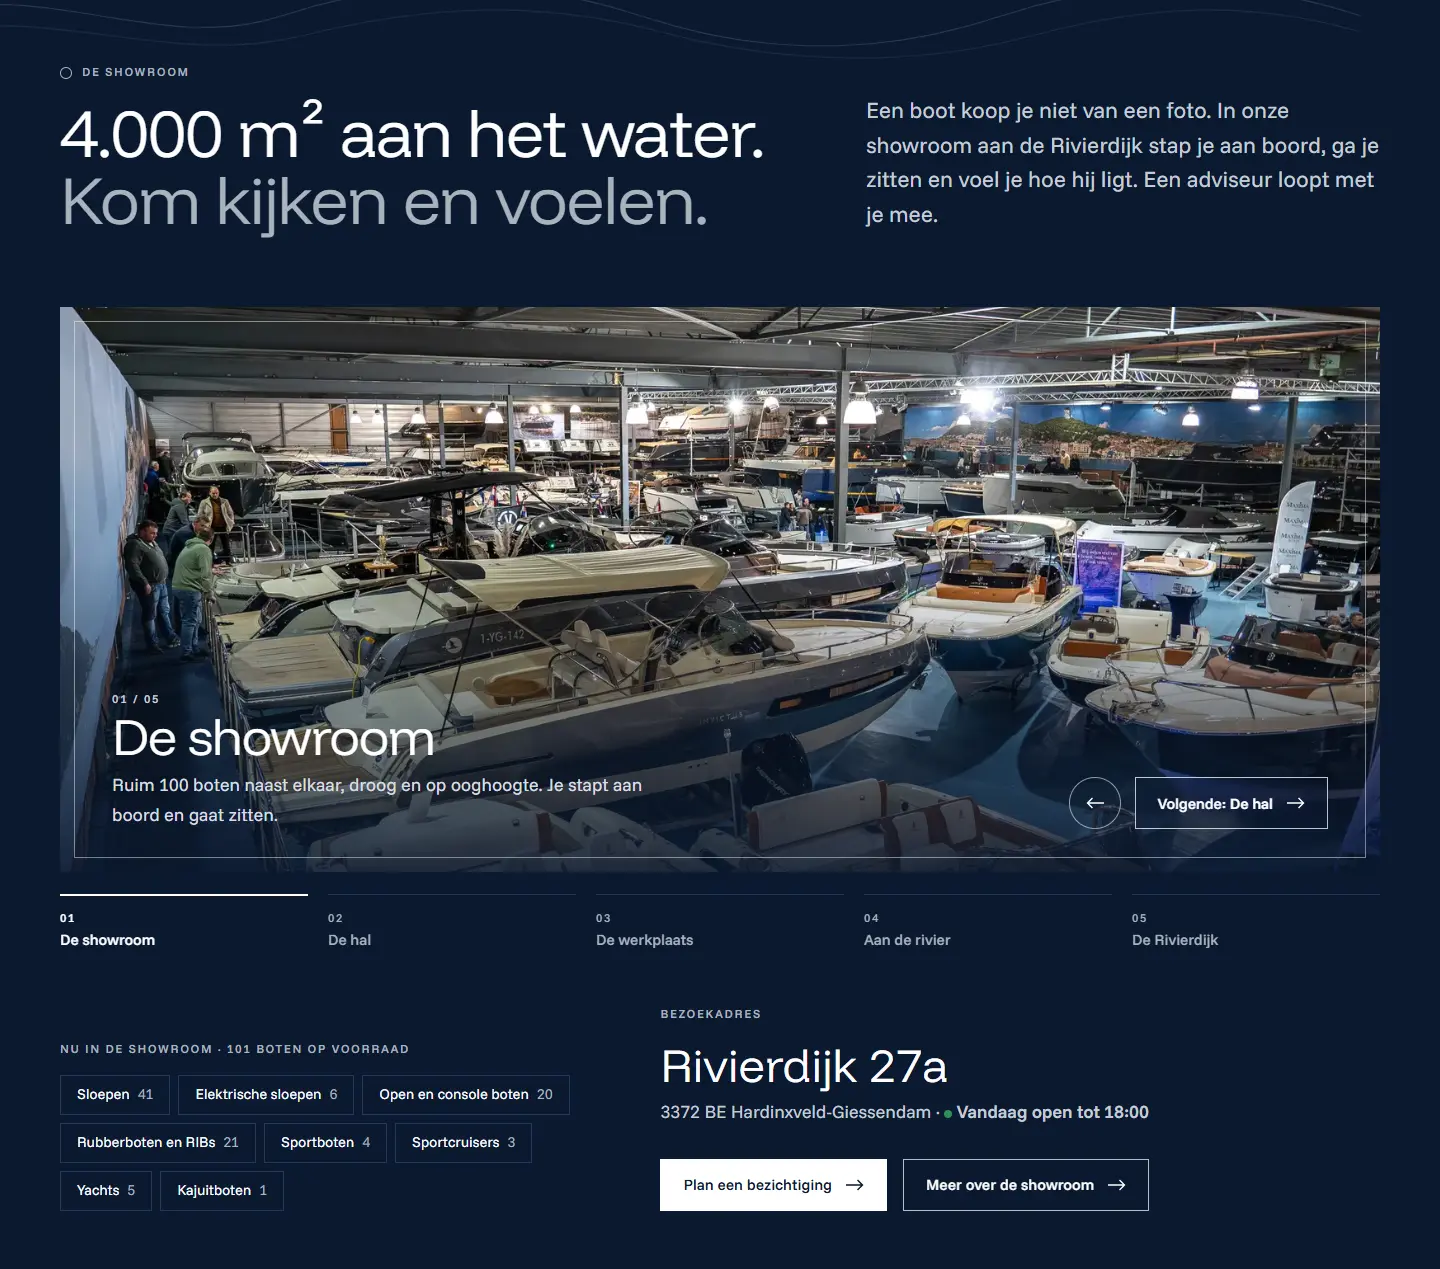 DE SHOWROOM
4.000 m² aan het water.
Kom kijken en voelen.
Een boot koop je niet van een foto. In onze
showroom aan de Rivierdijk stap je aan boord, ga je
zitten en voel je hoe hij ligt. Een adviseur loopt met
je mee.
1-YG-142
01 / 05
De showroom
Ruim 100 boten naast elkaar, droog en op ooghoogte. Je stapt aan
boord en gaat zitten.
Volgende: De hal
01
De showroom
02
De hal
03
De werkplaats
04
Aan de rivier
05
De Rivierdijk
NU IN DE SHOWROOM · 101 BOTEN OP VOORRAAD
Sloepen 41
Elektrische sloepen 6
Open en console boten 20
Rubberboten en RIBs 21
Sportboten 4
Sportcruisers 3
Yachts 5
Kajuitboten 1
BEZOEKADRES
Rivierdijk 27a
3372 BE Hardinxveld-Giessendam · Vandaag open tot 18:00
Plan een bezichtiging
Meer over de showroom